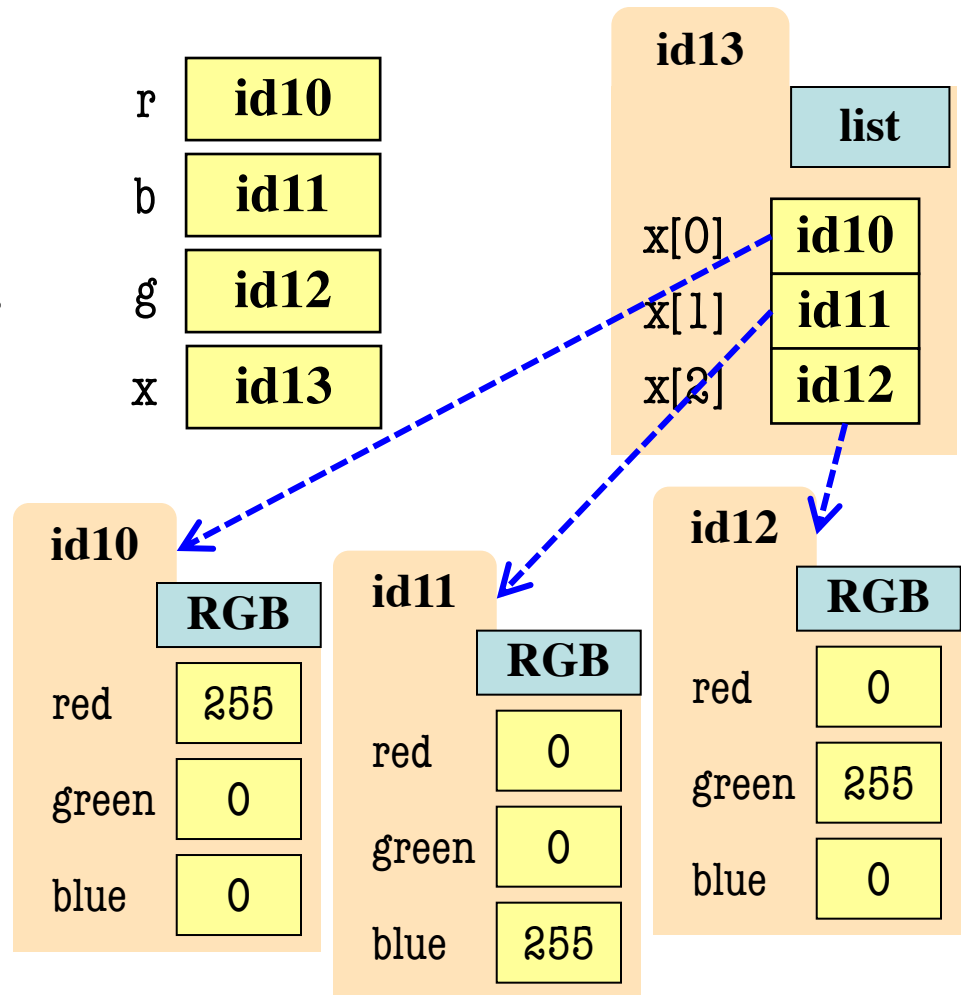 r id10
b id11
g id12
x id13
id13
list
x[0] id10
x[1] id11
x[2] id12
id10
RGB
red 255
green 0
blue 0
id11
RGB
red 0
green 0
blue 255
id12
RGB
red 0
green 255
blue 0